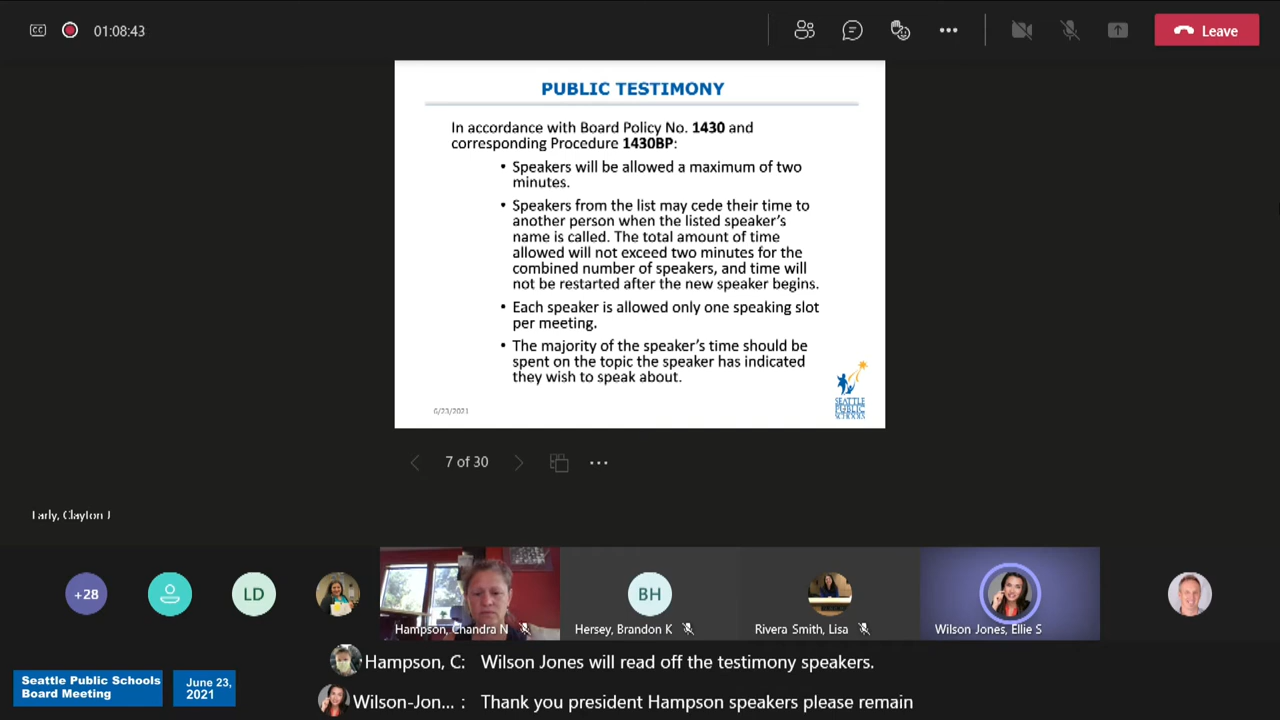 01:08:43
Leave
PUBLIC TESTIMONY
In accordance with Board Policy No. 1430 and
corresponding Procedure 1430BP:
• Speakers will be allowed a maximum of two
minutes.
• Speakers from the list may cede their time to
another person when the listed speaker's
name is called. The total amount of time
allowed will not exceed two minutes for the
combined number of speakers, and time will
not be restarted after the new speaker begins.
• Each speaker is allowed only one speaking slot
per meeting.
• The majority of the speaker's time should be
spent on the topic the speaker has indicated
they wish to speak about.
6/23/2021
SEATTLE
PUBLIC
SCHOOLS
7 of 30
Clayton J
+28
LD
BH
Hampson, Chandra N
Hersey, Brandon K
Rivera Smith, Lisa
Wilson Jones, Ellie S
Hampson, C: Wilson Jones will read off the testimony speakers.
Wilson-Jon... : Thank you president Hampson speakers please remain
Seattle Public Schools
Board Meeting
June 23,
2021